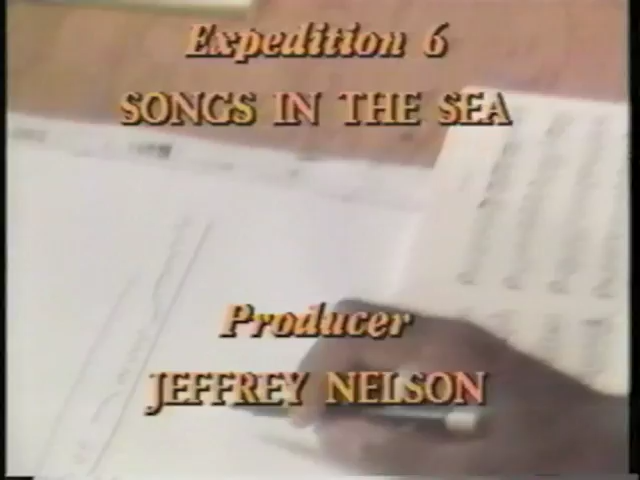 Expedition 6
SONGS IN THE SEA
Producer
JEFFREY NELSON